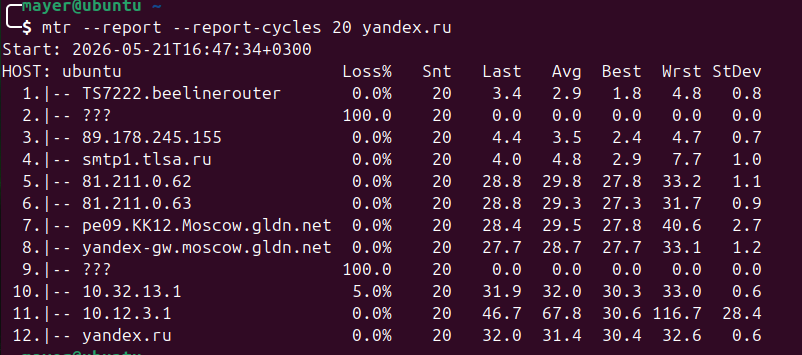 mayer@ubuntu ~
$ mtr --report --report-cycles 20 yandex.ru
Start: 2026-05-21T16:47:34+0300
HOST: ubuntu Loss% Snt Last Avg Best Wrst StDev
1.|-- TS7222.beelinerouter 0.0% 20 3.4 2.9 1.8 4.8 0.8
2.|-- ??? 100.0 20 0.0 0.0 0.0 0.0 0.0
3.|-- 89.178.245.155 0.0% 20 4.4 3.5 2.4 4.7 0.7
4.|-- smtp1.tlsa.ru 0.0% 20 4.0 4.8 2.9 7.7 1.0
5.|-- 81.211.0.62 0.0% 20 28.8 29.8 27.8 33.2 1.1
6.|-- 81.211.0.63 0.0% 20 28.8 29.3 27.3 31.7 0.9
7.|-- pe09.KK12.Moscow.gldn.net 0.0% 20 28.4 29.5 27.8 40.6 2.7
8.|-- yandex-gw.moscow.gldn.net 0.0% 20 27.7 28.7 27.7 33.1 1.2
9.|-- ??? 100.0 20 0.0 0.0 0.0 0.0 0.0
10.|-- 10.32.13.1 5.0% 20 31.9 32.0 30.3 33.0 0.6
11.|-- 10.12.3.1 0.0% 20 46.7 67.8 30.6 116.7 28.4
12.|-- yandex.ru 0.0% 20 32.0 31.4 30.4 32.6 0.6
mayer@ubuntu ~